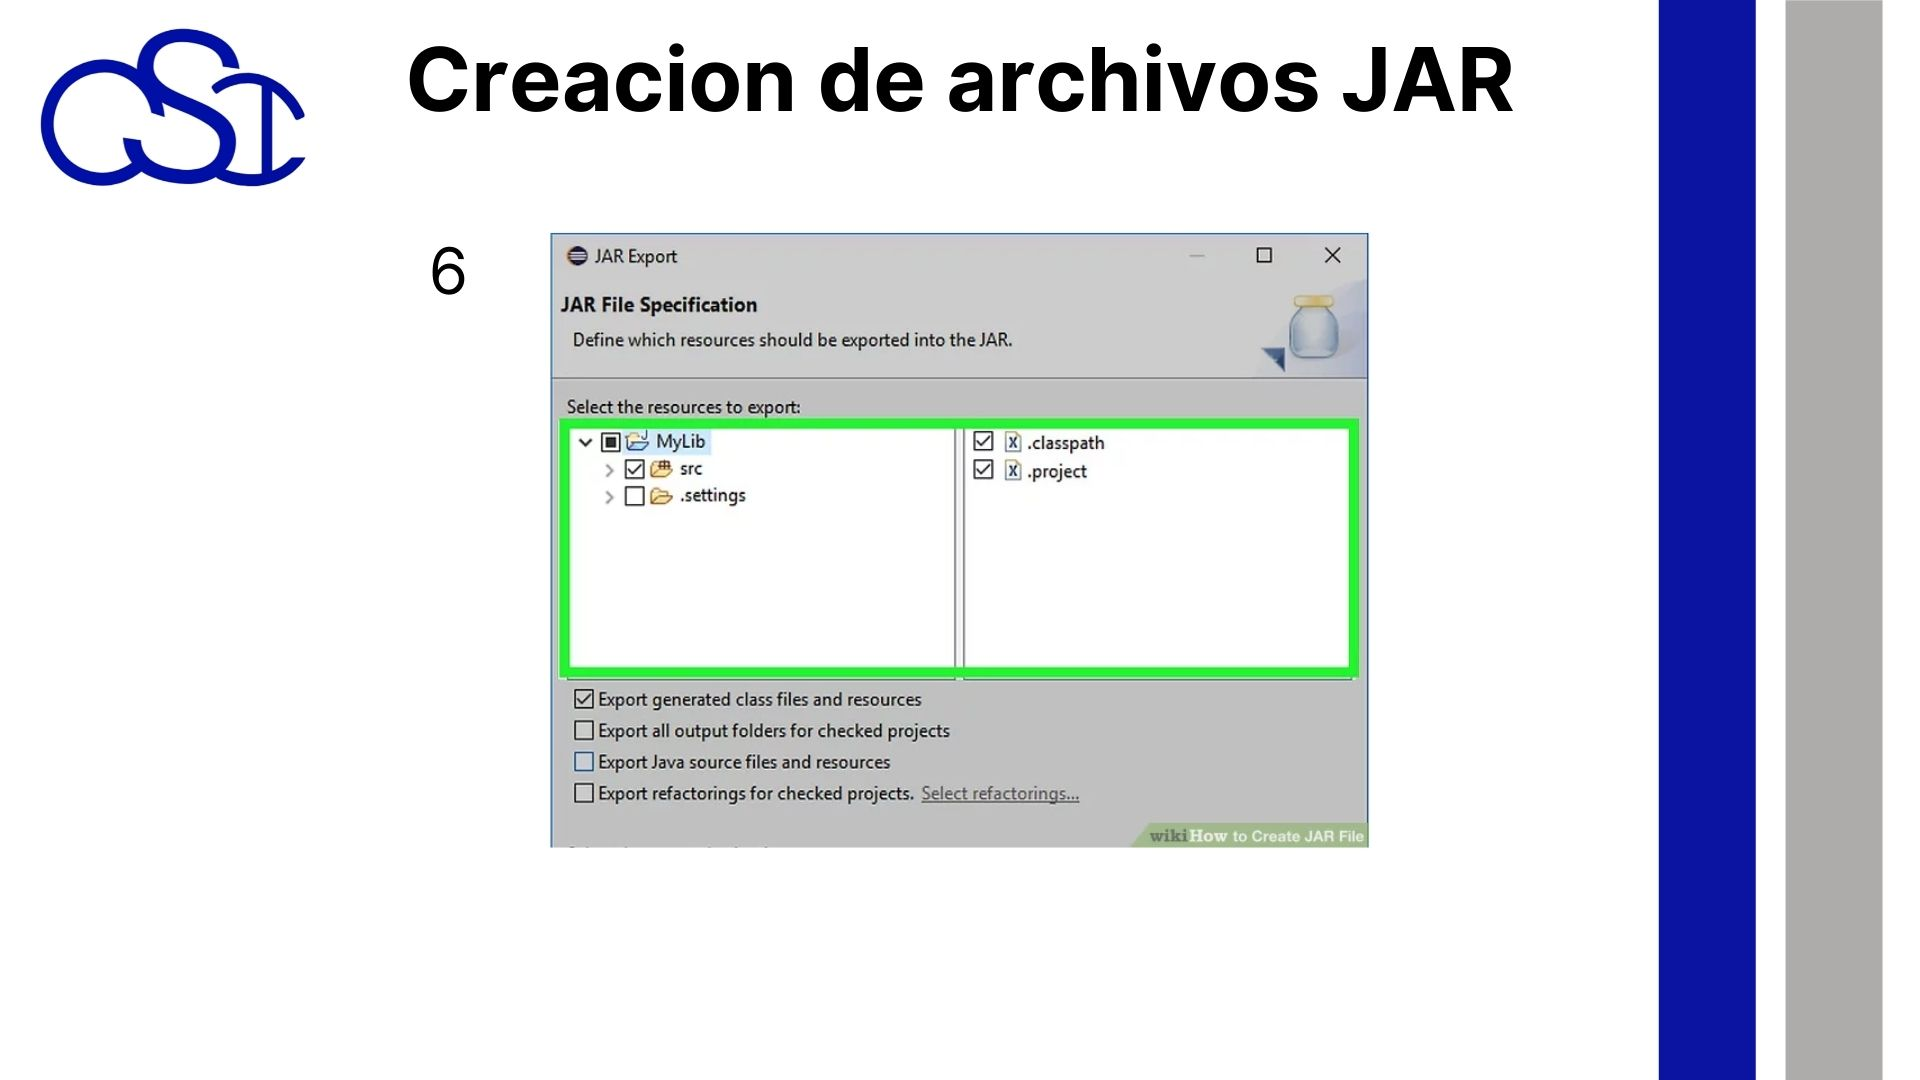 CSI
Creacion de archivos JAR
6
JAR Export
JAR File Specification
Define which resources should be exported into the JAR.
Select the resources to export:
MyLib
src
.settings
.classpath
.project
Export generated class files and resources
Export all output folders for checked projects
Export Java source files and resources
Export refactorings for checked projects. Select refactorings...
wikiHow to Create JAR File